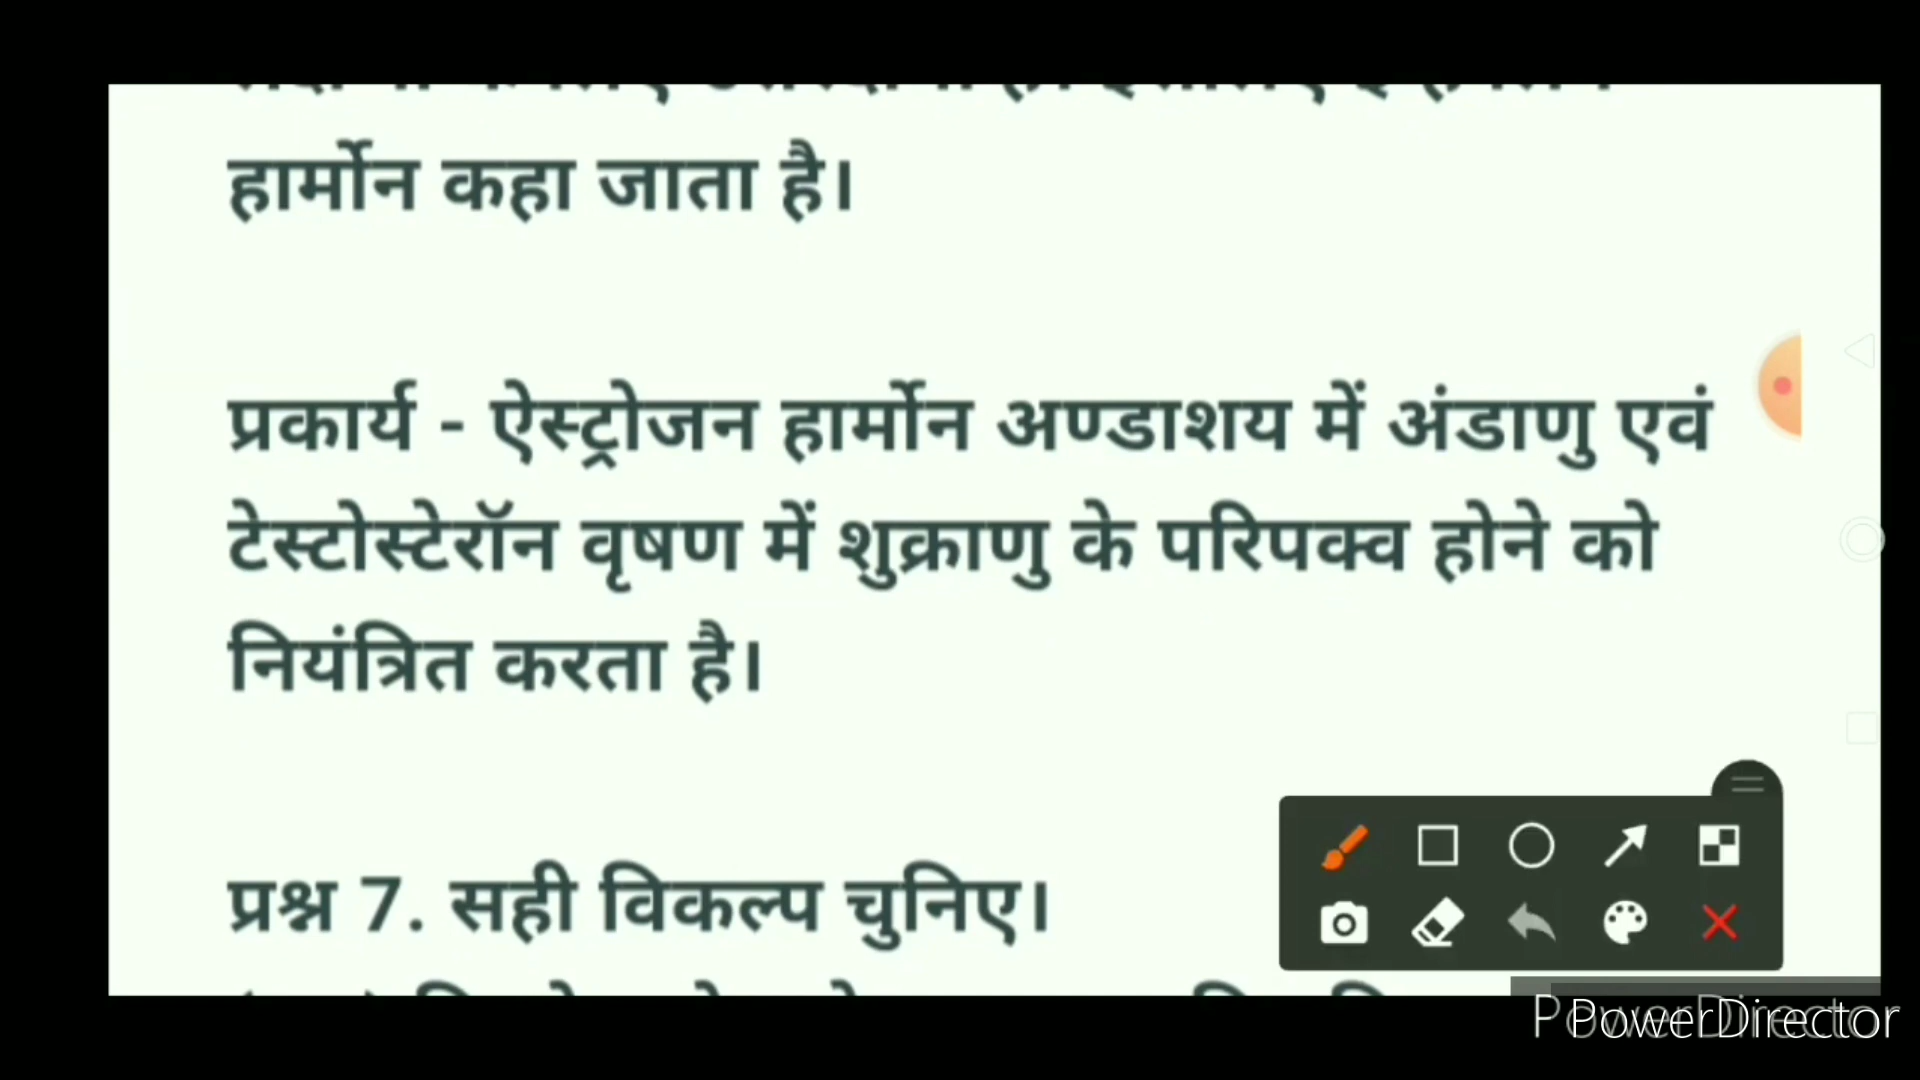 हार्मोन कहा जाता है।
प्रकार्य - ऐस्ट्रोजन हार्मोन अण्डाशय में अंडाणु एवं
टेस्टोस्टेरॉन वृषण में शुक्राणु के परिपक्व होने को
नियंत्रित करता है।
प्रश्न 7. सही विकल्प चुनिए।
PowerDirector